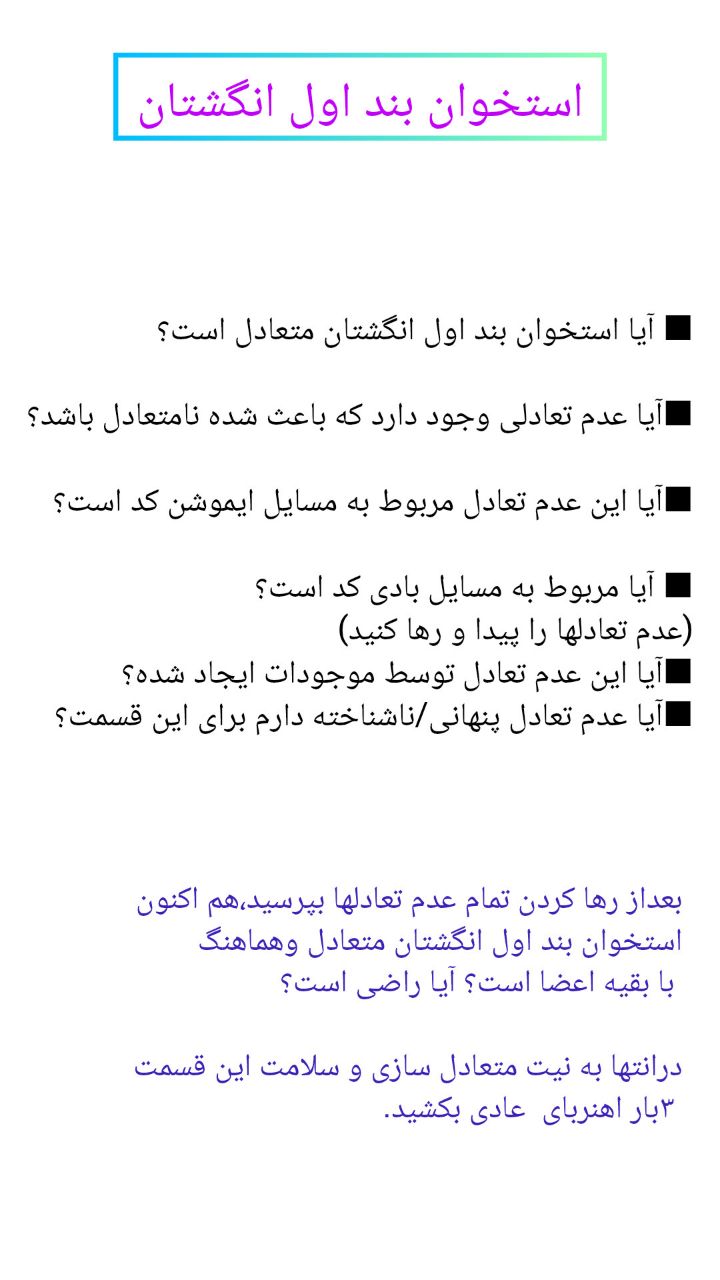 استخوان بند اول انگشتان
■ آیا استخوان بند اول انگشتان متعادل است؟
■آیا عدم تعادلی وجود دارد که باعث شده نامتعادل باشد؟
■آیا این عدم تعادل مربوط به مسایل ایموشن کد است؟
■ آیا مربوط به مسایل بادی کد است؟
(عدم تعادلها را پیدا و رها کنید)
■آیا این عدم تعادل توسط موجودات ایجاد شده؟
■آیا عدم تعادل پنهانی/ناشناخته دارم برای این قسمت؟
بعداز رها کردن تمام عدم تعادلها بپرسید،هم اکنون
استخوان بند اول انگشتان متعادل وهماهنگ
با بقیه اعضا است؟ آیا راضی است؟
درانتها به نیت متعادل سازی و سلامت این قسمت
۳بار اهنربای عادی بکشید.